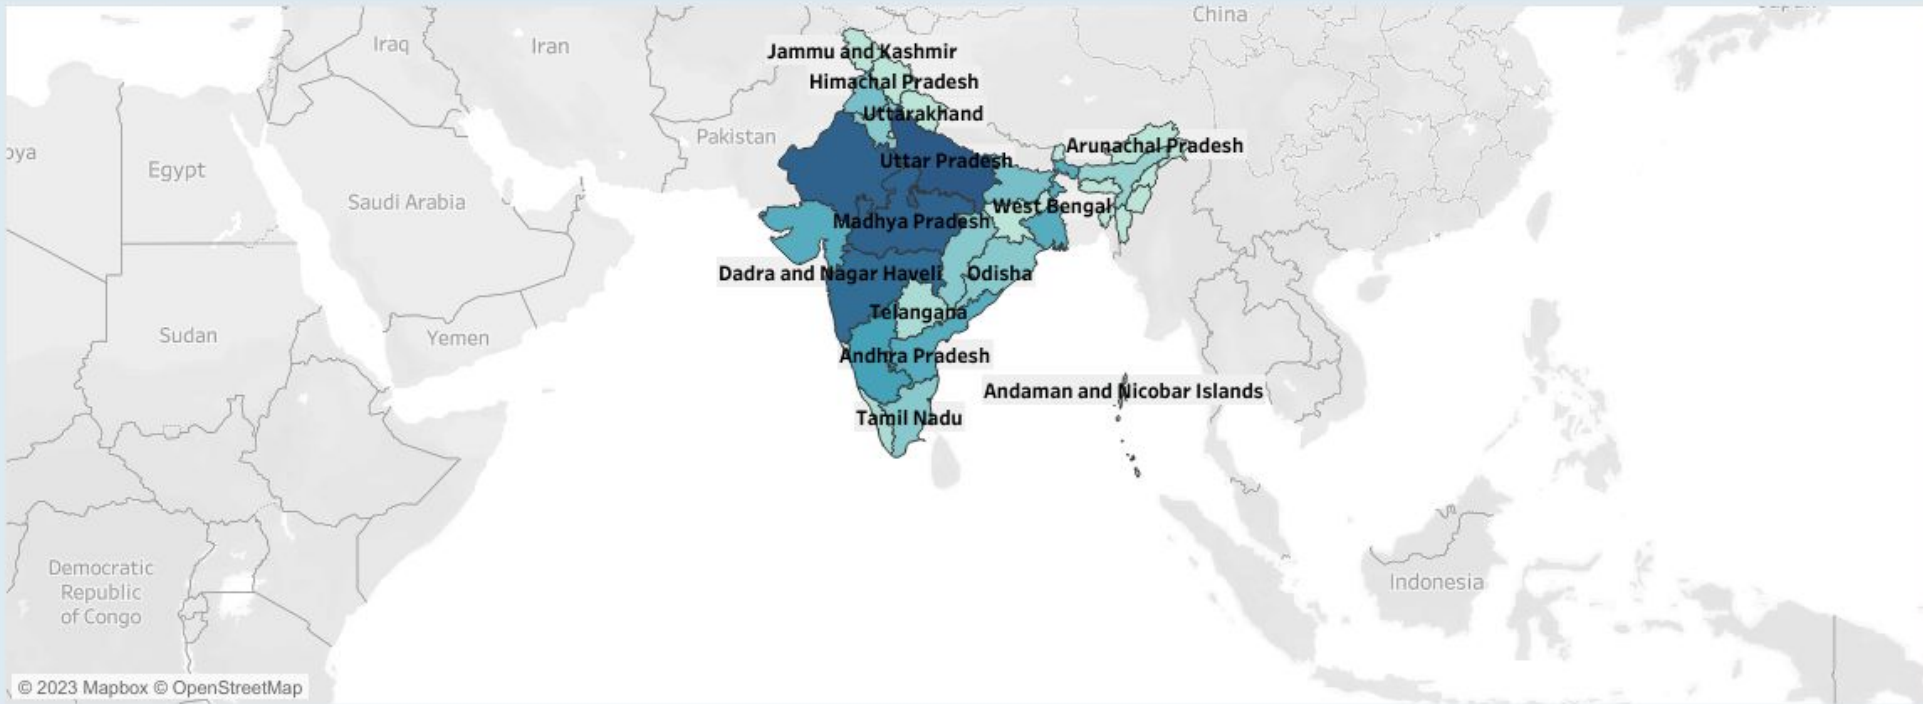 China
Iraq
Iran
Jammu and Kashmir
Himachal Pradesh
Uttarakhand
Pakistan
Arunachal Pradesh
oya
Egypt
Uttar Pradesh
Saudi Arabia
West Bengal
Madhya Pradesh
Dadra and Nagar Haveli
Odisha
Telangana
Sudan
Yemen
Andhra Pradesh
Andaman and Nicobar Islands
Tamil Nadu
Democratic
Republic
of Congo
Indonesia
© 2023 Mapbox © OpenStreetMap